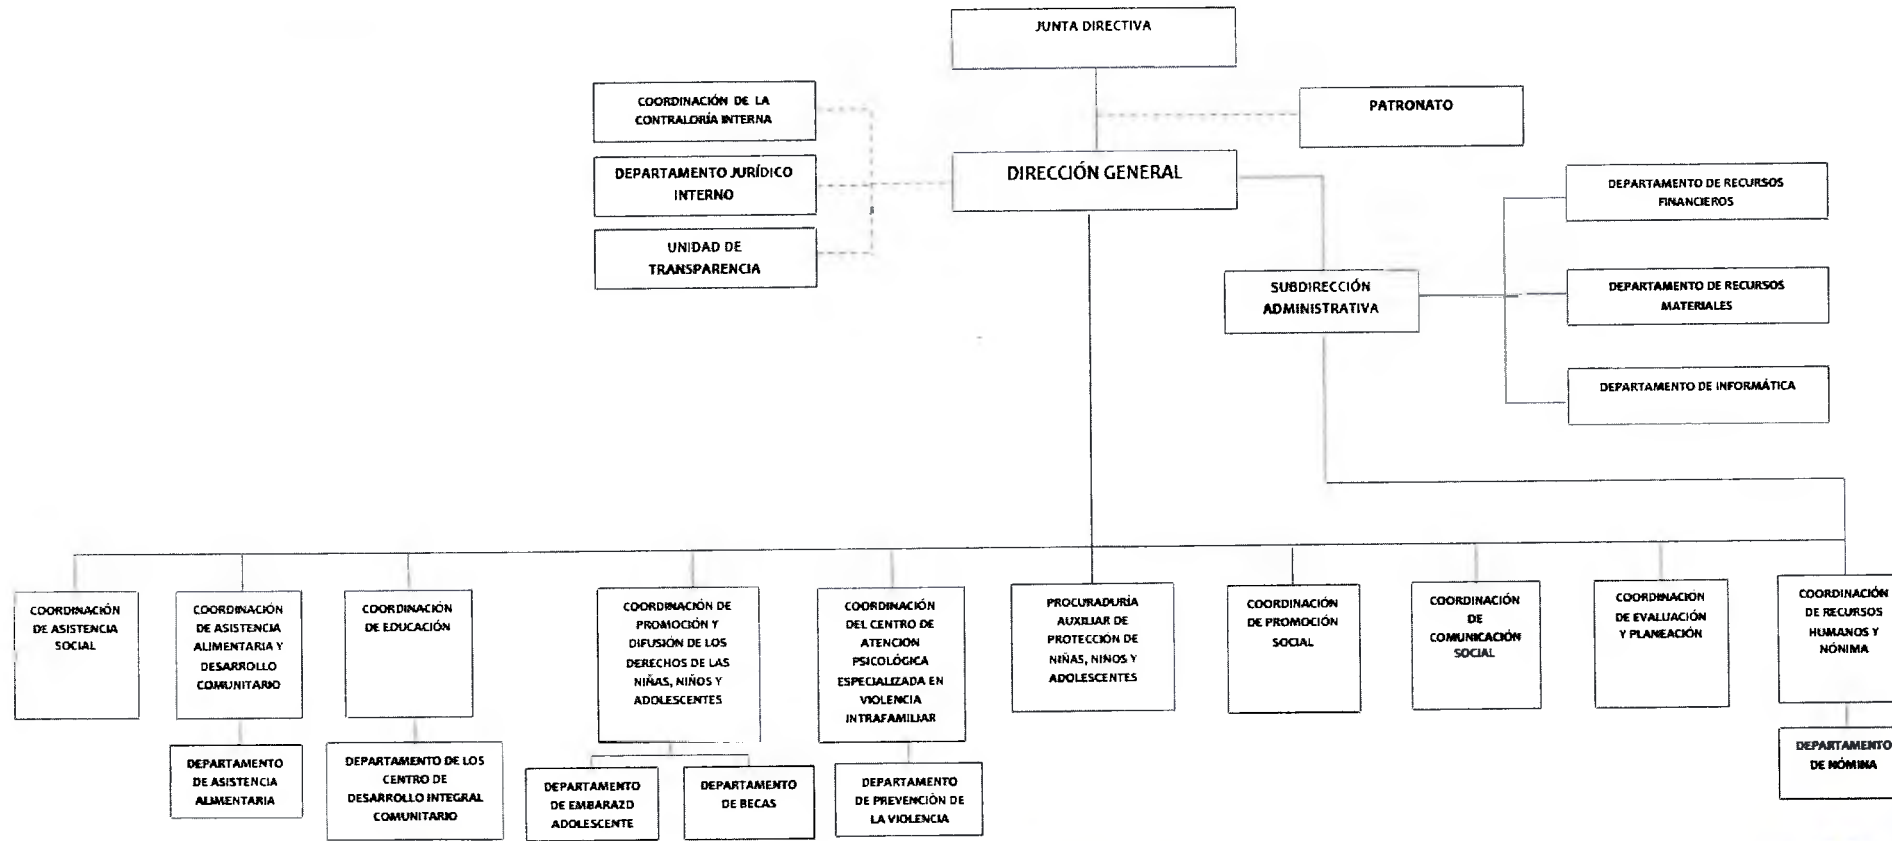 JUNTA DIRECTIVA
COORDINACIÓN DE LA
CONTRALORÍA INTERNA
PATRONATO
DEPARTAMENTO JURÍDICO
INTERNO
DIRECCIÓN GENERAL
UNIDAD DE
TRANSPARENCIA
DEPARTAMENTO DE RECURSOS
FINANCIEROS
SUBDIRECCIÓN
ADMINISTRATIVA
DEPARTAMENTO DE RECURSOS
MATERIALES
DEPARTAMENTO DE INFORMÁTICA
COORDINACIÓN
DE ASISTENCIA
SOCIAL
COORDINACIÓN
DE ASISTENCIA
ALIMENTARIA Y
DESARROLLO
COMUNITARIO
COORDINACIÓN
DE EDUCACIÓN
COORDINACIÓN DE
PROMOCIÓN Y
DIFUSIÓN DE LOS
DERECHOS DE LAS
NIÑAS, NIÑOS Y
ADOLESCENTES
COORDINACIÓN
DEL CENTRO DE
ATENCION
PSICOLÓGICA
ESPECIALIZADA EN
VIOLENCIA
INTRAFAMILIAR
PROCURADURÍA
AUXILIAR DE
PROTECCIÓN DE
NIÑAS, NINOS Y
ADOLESCENTES
COORDINACIÓN
DE PROMOCIÓN
SOCIAL
COORDINACIÓN
DE
COMUNICACIÓN
SOCIAL
COORDINACIÓN
DE EVALUACIÓN
Y PLANEACIÓN
COORDINACIÓN
DE RECURSOS
HUMANOS Y
NÓNIMA
DEPARTAMENTO
DE ASISTENCIA
ALIMENTARIA
DEPARTAMENTO DE LOS
CENTRO DE
DESARROLLO INTEGRAL
COMUNITARIO
DEPARTAMENTO
DE EMBARAZO
ADOLESCENTE
DEPARTAMENTO
DE BECAS
DEPARTAMENTO
DE PREVENCIÓN DE
LA VIOLENCIA
DEPARTAMENTO
DE NÓMINA